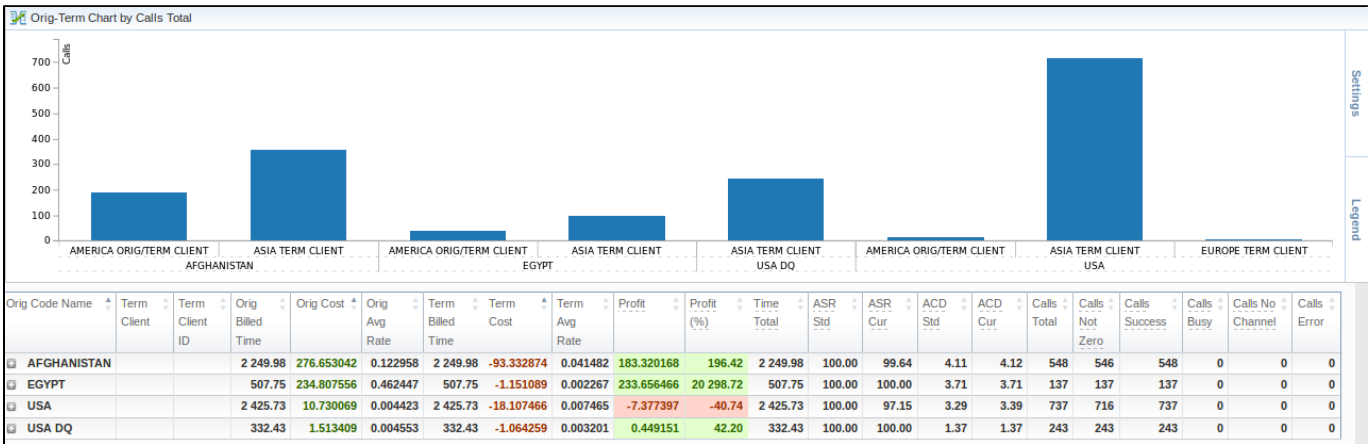 Orig-Term Chart by Calls Total
Calls
700
600
500
400
300
200
100
0
AMERICA ORIG/TERM CLIENT ASIA TERM CLIENT AMERICA ORIG/TERM CLIENT ASIA TERM CLIENT ASIA TERM CLIENT AMERICA ORIG/TERM CLIENT ASIA TERM CLIENT EUROPE TERM CLIENT
AFGHANISTAN EGYPT USA DQ USA
Settings
Legend
Orig Code Name Term Term Orig Orig Cost Orig Term Term Term Profit Profit Time ASR ASR ACD ACD Calls Calls Calls Calls Calls No Calls
Client Client Billed Avg Billed Cost Avg (%) Total Std Cur Std Cur Total Not Success Busy Channel Error
ID Time Rate Time Rate Zero
AFGHANISTAN 2 249.98 276.653042 0.122958 2 249.98 -93.332874 0.041482 183.320168 196.42 2 249.98 100.00 99.64 4.11 4.12 548 546 548 0 0 0
EGYPT 507.75 234.807556 0.462447 507.75 -1.151089 0.002267 233.656466 20 298.72 507.75 100.00 100.00 3.71 3.71 137 137 137 0 0 0
USA 2 425.73 10.730069 0.004423 2 425.73 -18.107466 0.007465 -7.377397 -40.74 2 425.73 100.00 97.15 3.29 3.39 737 716 737 0 0 0
USA DQ 332.43 1.513409 0.004553 332.43 -1.064259 0.003201 0.449151 42.20 332.43 100.00 100.00 1.37 1.37 243 243 243 0 0 0